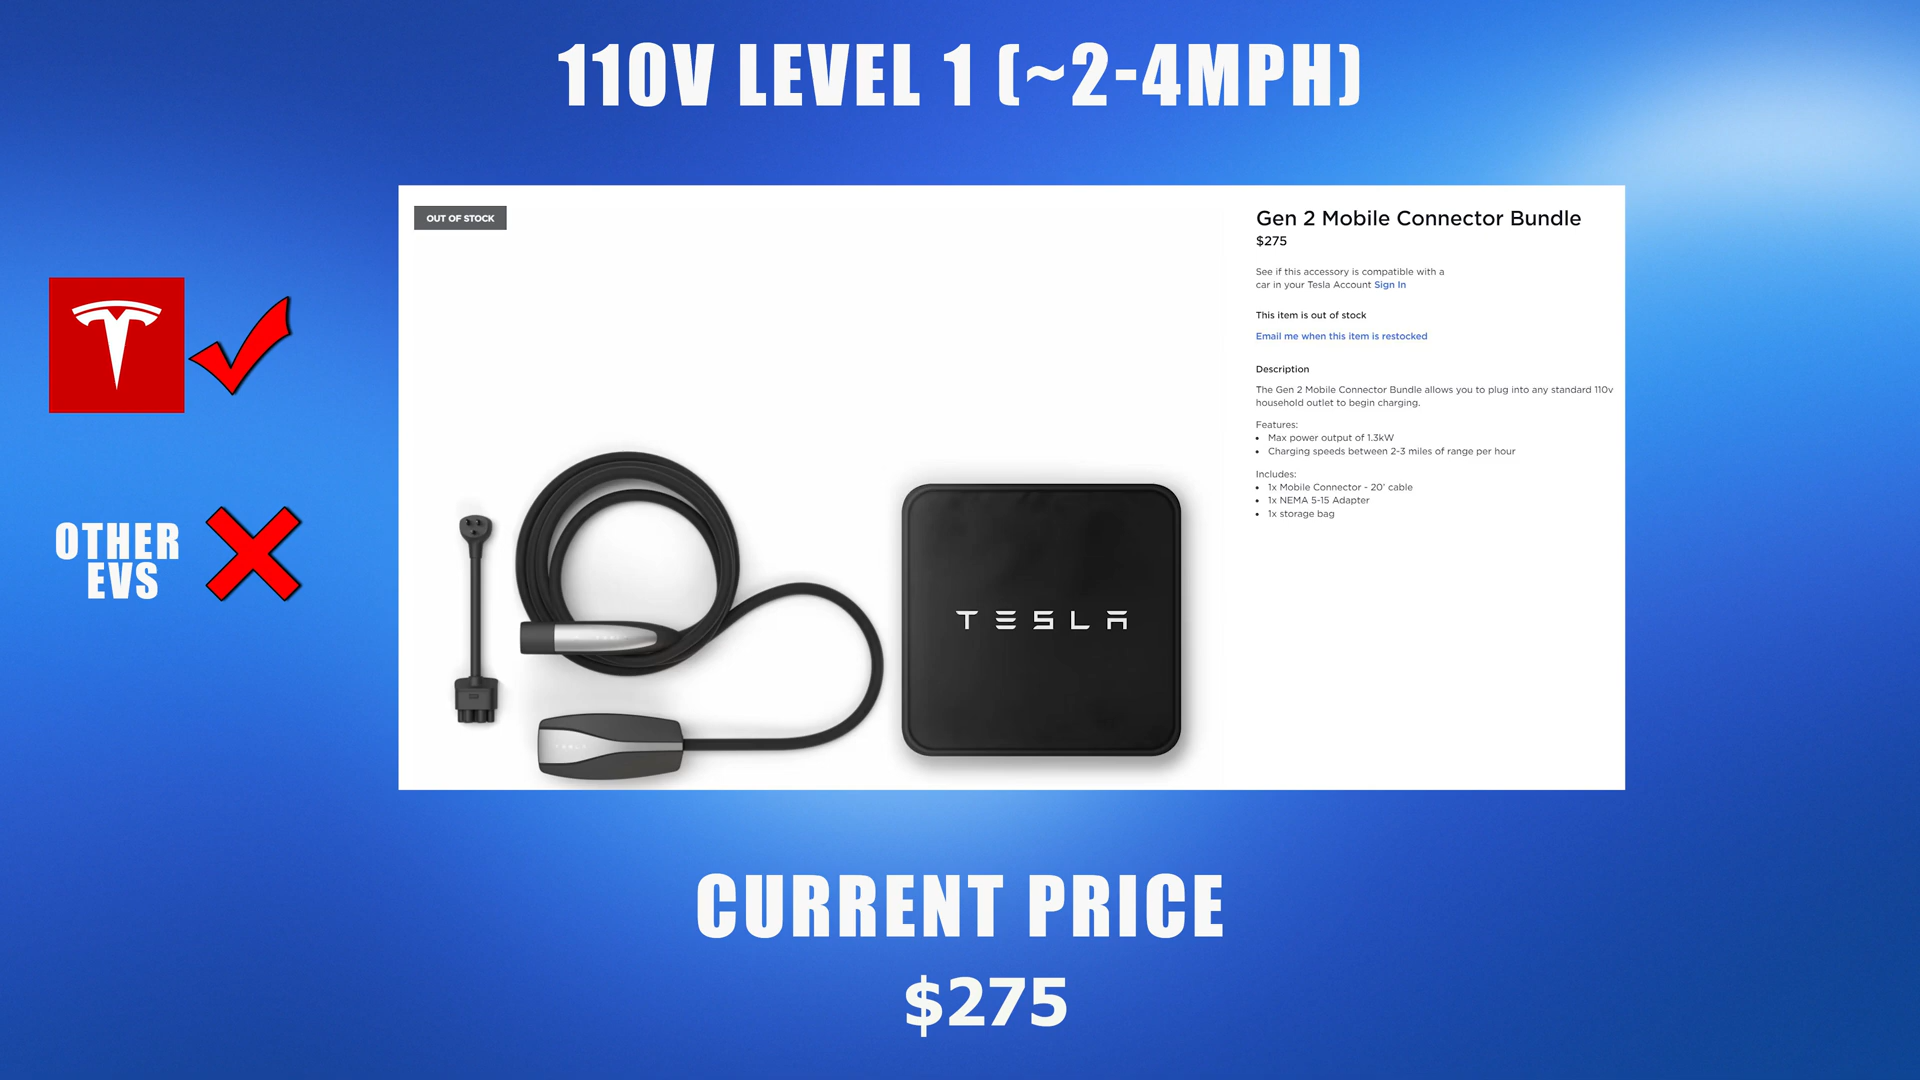 110V LEVEL 1 (~2-4MPH)
OUT OF STOCK
Gen 2 Mobile Connector Bundle
$275
See if this accessory is compatible with a
car in your Tesla Account Sign In
This item is out of stock
Email me when this item is restocked
Description
The Gen 2 Mobile Connector Bundle allows you to plug into any standard 110v
household outlet to begin charging.
Features:
• Max power output of 1.3kW
• Charging speeds between 2-3 miles of range per hour
Includes:
• 1x Mobile Connector - 20' cable
• 1x NEMA 5-15 Adapter
• 1x storage bag
OTHER
EVS
TESLA
TESLA
CURRENT PRICE
$275